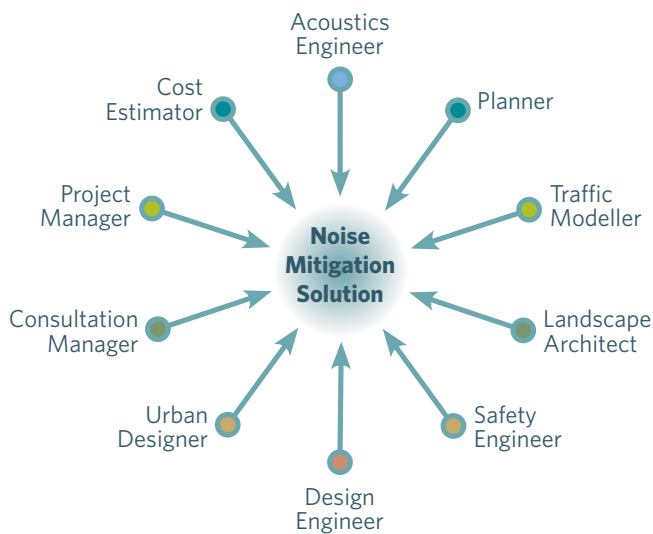 Acoustics
Engineer
Cost
Estimator
Planner
Project
Manager
Traffic
Modeller
Noise
Mitigation
Solution
Consultation
Manager
Landscape
Architect
Urban
Designer
Safety
Engineer
Design
Engineer